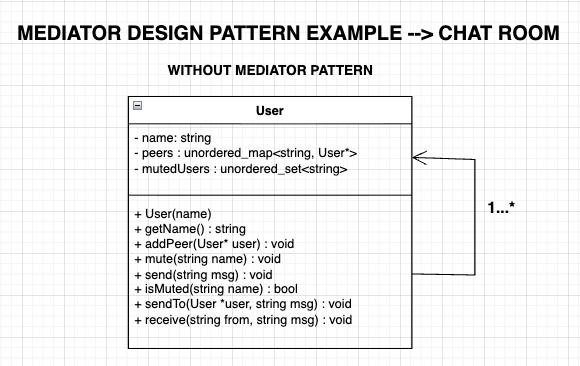 MEDIATOR DESIGN PATTERN EXAMPLE --> CHAT ROOM
WITHOUT MEDIATOR PATTERN
User
- name: string
- peers : unordered_map<string, User*>
- mutedUsers : unordered_set<string>
1...*
+ User(name)
+ getName() : string
+ addPeer(User* user) : void
+ mute(string name) : void
+ send(string msg) : void
+ isMuted(string name) : bool
+ sendTo(User *user, string msg) : void
+ receive(string from, string msg) : void